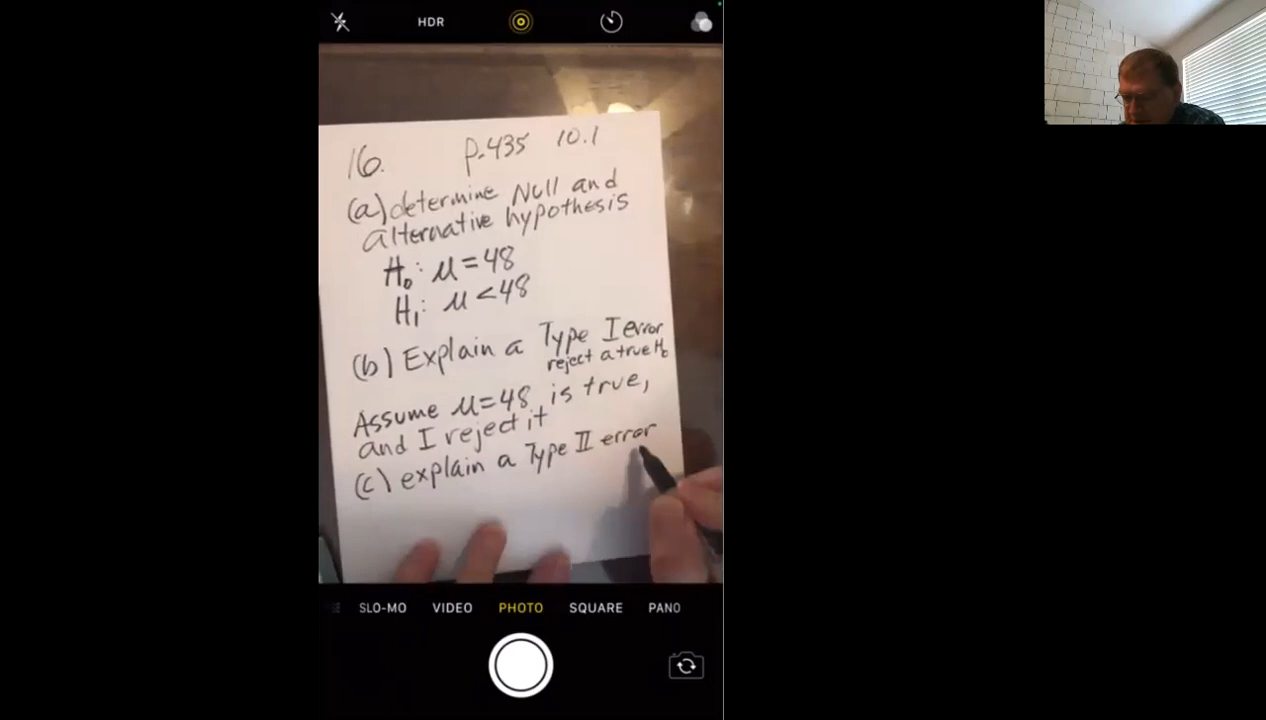 HDR
16. p.435 10.1
(a) determine Null and
alternative hypothesis
H₀: μ = 48
H₁: μ < 48
(b) Explain a Type I error
reject a true H₀
Assume μ = 48 is true,
and I reject it
(c) explain a Type II error
SLO-MO VIDEO PHOTO SQUARE PANO